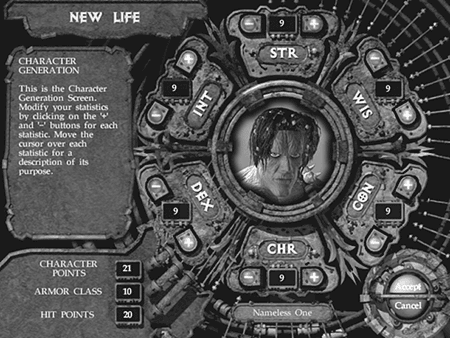 NEW LIFE
CHARACTER
GENERATION
This is the Character
Generation Screen.
Modify your statistics
by clicking on the '+'
and '-' buttons for each
statistic. Move the
cursor over each
statistic for a
description of its
purpose.
9
STR
9
INT
9
WIS
9
DEX
9
CON
CHR
9
CHARACTER
POINTS
21
ARMOR CLASS
10
HIT POINTS
20
Nameless One
Accept
Cancel